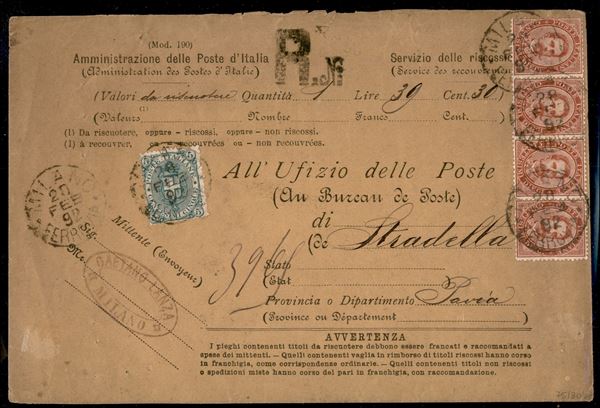 (Mod. 190)
Amministrazione delle Poste d'Italia
(Administration des Postes d'Italie)
R. N.
Servizio delle riscoss
(Service des recouvrem
(Valori da riscuotere Quantità 1 Lire 39 Cent. 30
(1)
(Valeurs Nombre Francs Cent. )
(1) Da riscuotere, oppure - riscossi, oppure - non riscossi.
(1) à recouvrer, ou - recouvrées ou - non recouvrées.
All' Ufizio delle Poste
(Au Bureau de Poste)
di
(de Stradella
Mittente (Envoyeur)
Sig.
M.r
GAETANO
MILANO
FERROVIA
Stato
(État
Provincia o Dipartimento Pavia
(Province ou Département )
AVVERTENZA
I pieghi contenenti titoli da riscuotere debbono essere francati e raccomandati a
spese dei mittenti. - Quelli contenenti vaglia in rimborso di titoli riscossi hanno corso
in franchigia, come corrispondenze ordinarie. - Quelli contenenti titoli non riscossi
o spedizioni miste hanno corso del pari in franchigia, con raccomandazione.